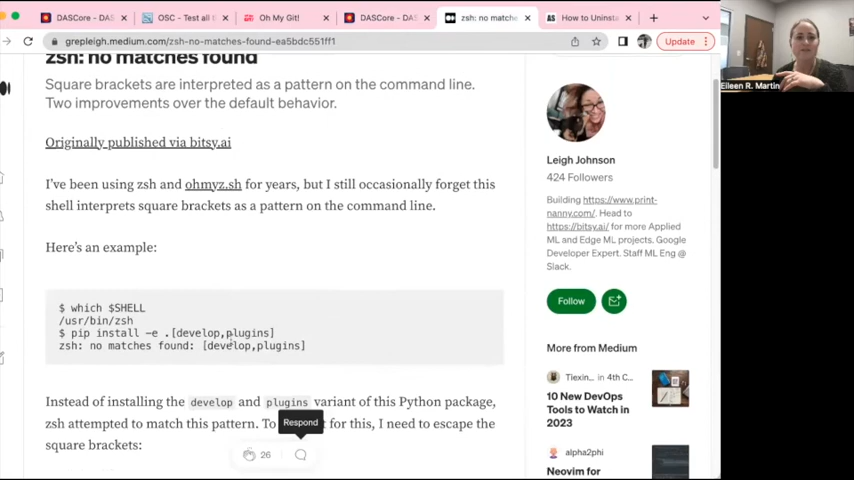 DASCore - D
OSC - Test all t
Oh My Git!
DASCore - D
zsh: no matche
How to Uninst
grepleigh.medium.com/zsh-no-matches-found-ea5bdc551ff1
Update
zsh: no matches found
Square brackets are interpreted as a pattern on the command line.
Two improvements over the default behavior.
Originally published via bitsy.ai
I've been using zsh and ohmyz.sh for years, but I still occasionally forget this
shell interprets square brackets as a pattern on the command line.
Here's an example:
$ which $SHELL
/usr/bin/zsh
$ pip install -e .[develop,plugins]
zsh: no matches found: [develop,plugins]
Instead of installing the develop and plugins variant of this Python package,
zsh attempted to match this pattern. To for this, I need to escape the
square brackets:
Respond
26
Leigh Johnson
424 Followers
Building https://www.print-
nanny.com/. Head to
https://bitsy.ai/ for more Applied
ML and Edge ML projects. Google
Developer Expert. Staff ML Eng @
Slack.
Follow
More from Medium
Tiexin... in 4th C...
10 New DevOps
Tools to Watch in
2023
alpha2phi
Neovim for
Eileen R. Martin